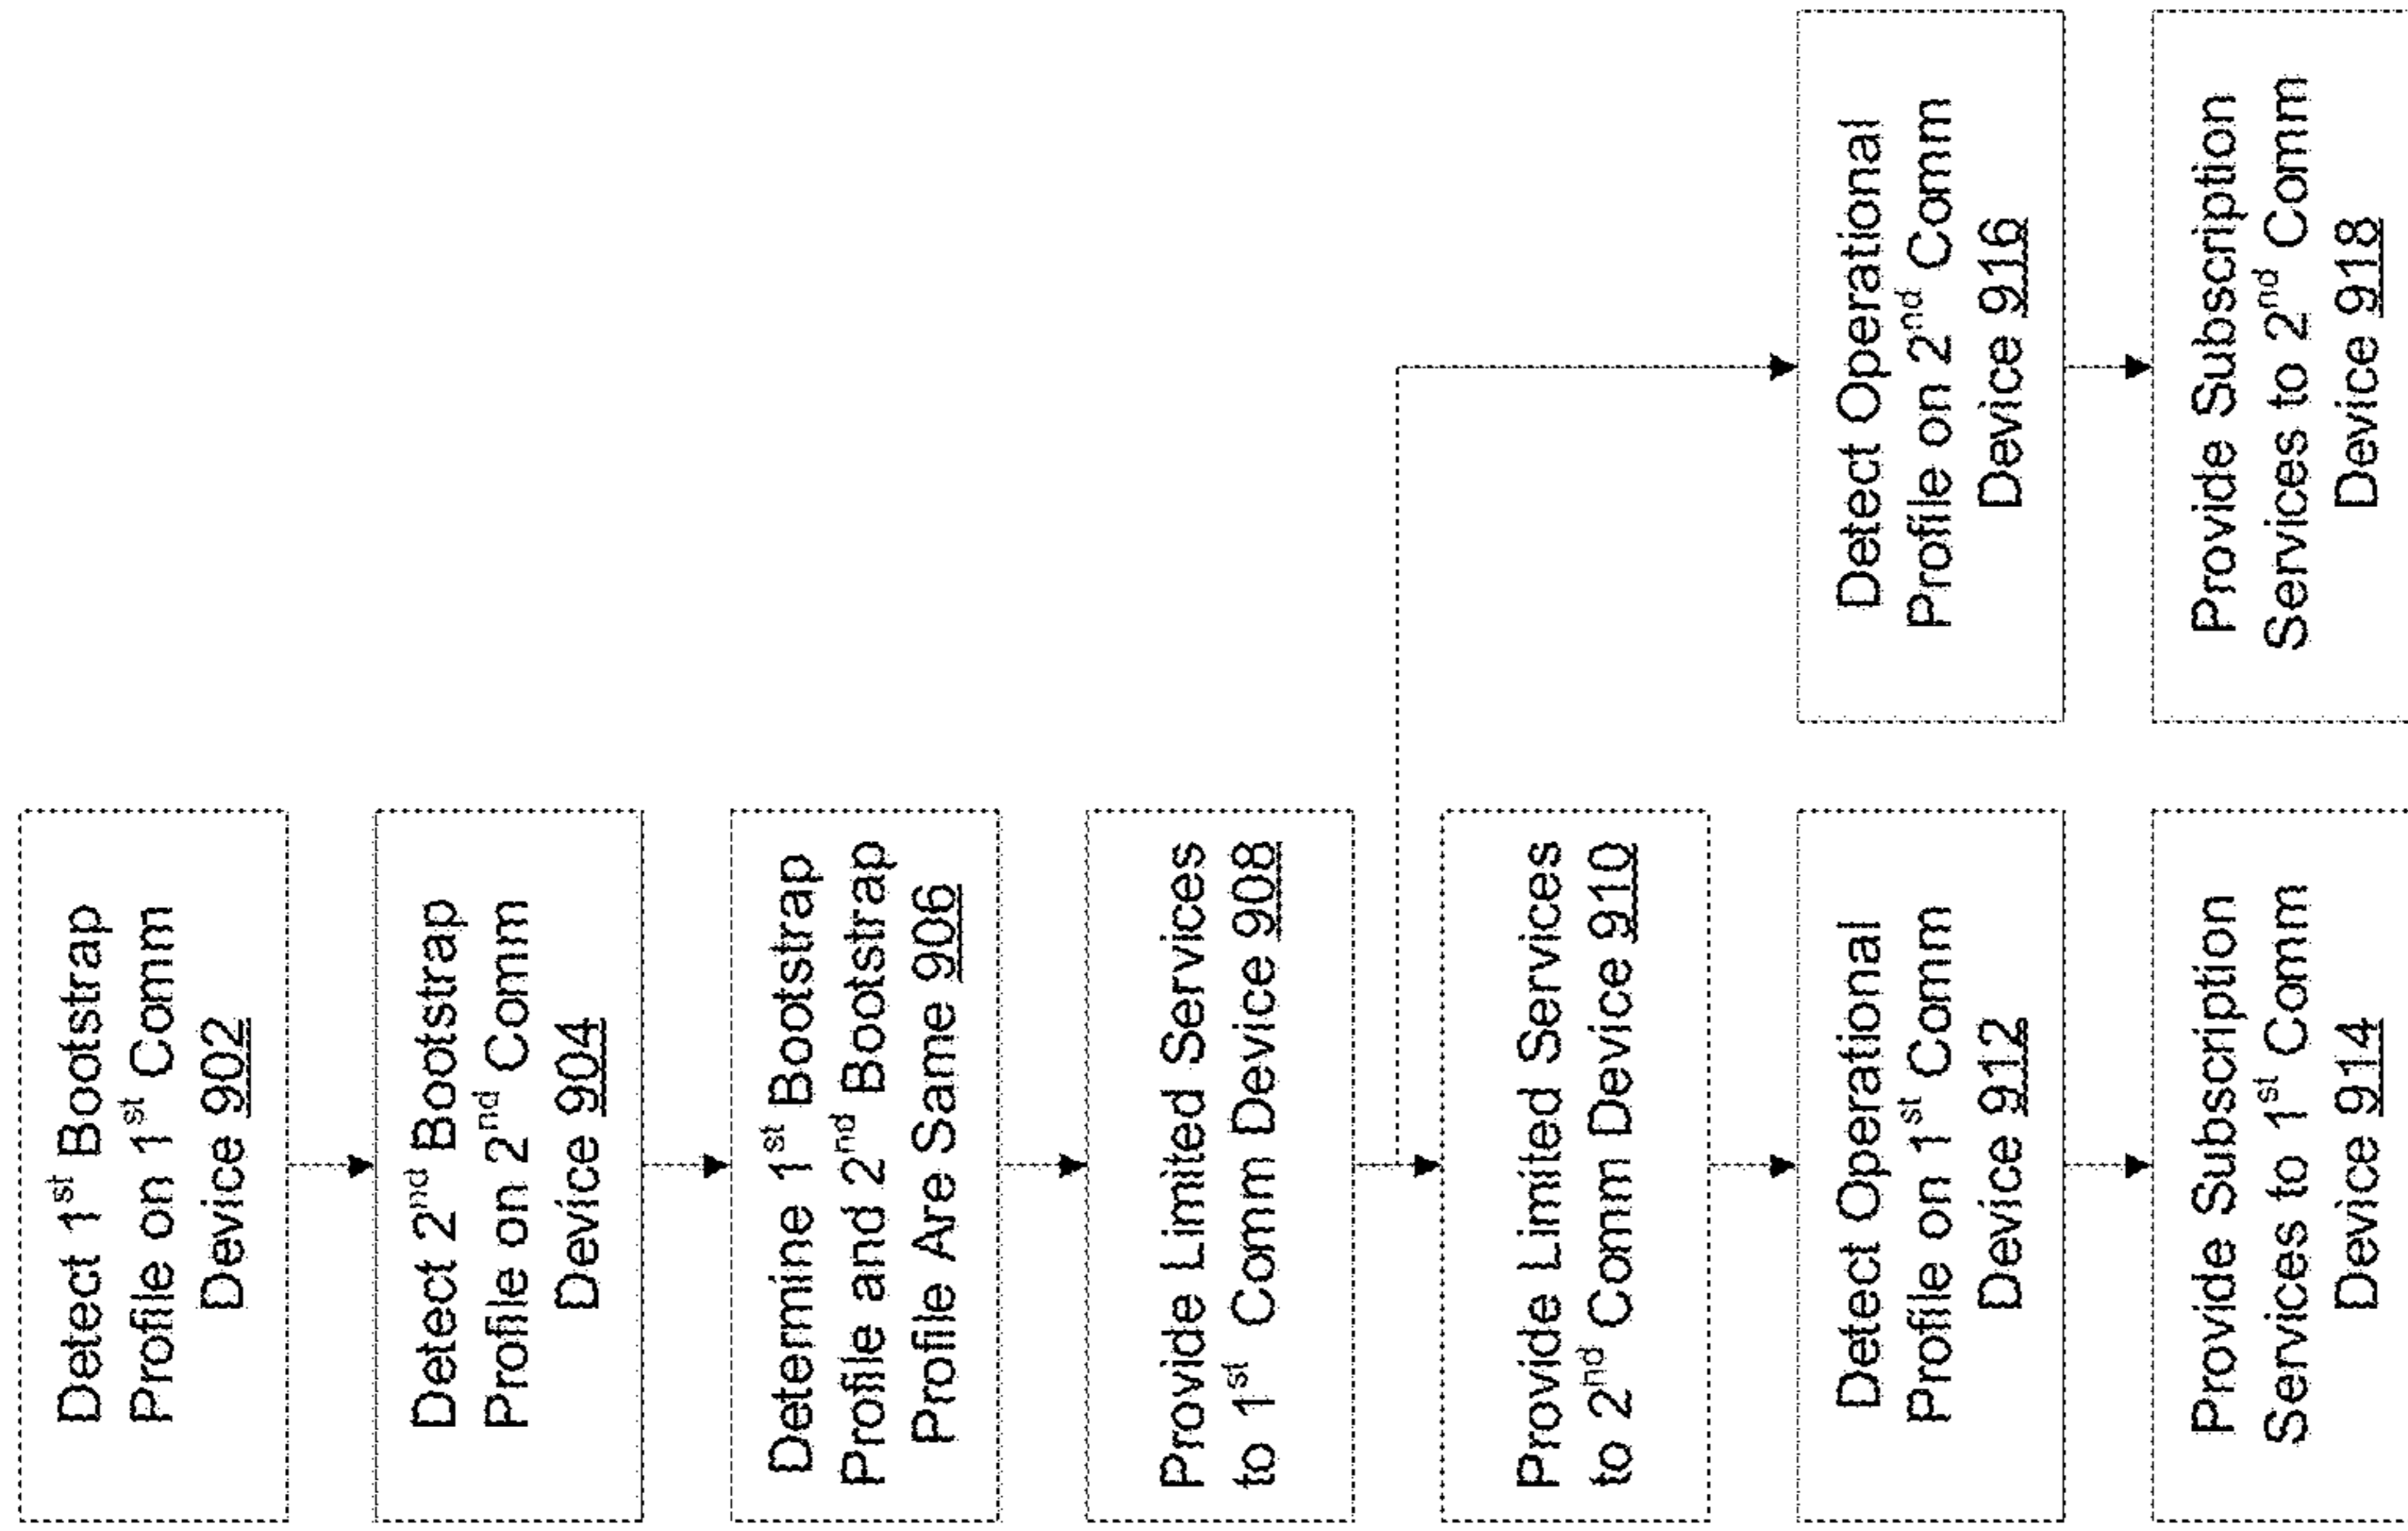 Detect 1st Bootstrap
Profile on 1st Comm
Device 902
Detect 2nd Bootstrap
Profile on 2nd Comm
Device 904
Determine 1st Bootstrap
Profile and 2nd Bootstrap
Profile Are Same 906
Provide Limited Services
to 1st Comm Device 908
Provide Limited Services
to 2nd Comm Device 910
Detect Operational
Profile on 1st Comm
Device 912
Provide Subscription
Services to 1st Comm
Device 914
Detect Operational
Profile on 2nd Comm
Device 916
Provide Subscription
Services to 2nd Comm
Device 918